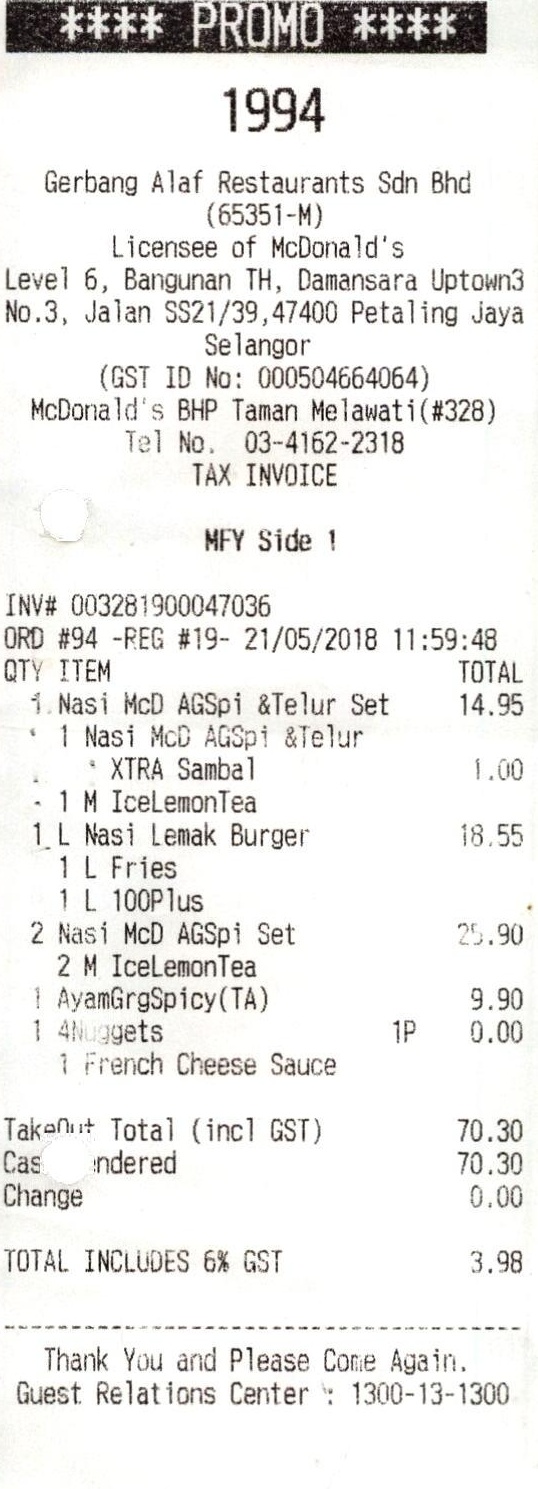 **** PROMO ****
1994
Gerbang Alaf Restaurants Sdn Bhd
(65351-M)
Licensee of McDonald's
Level 6, Bangunan TH, Damansara Uptown3
No.3, Jalan SS21/39,47400 Petaling Jaya
Selangor
(GST ID No: 000504664064)
McDonald's BHP Taman Melawati(#328)
Tel No. 03-4162-2318
TAX INVOICE
MFY Side 1
INV# 003281900047036
ORD #94 -REG #19- 21/05/2018 11:59:48
QTY ITEM TOTAL
1 Nasi McD AGSpi &Telur Set 14.95
1 Nasi McD AGSpi &Telur
XTRA Sambal 1.00
1 M IceLemonTea
1 L Nasi Lemak Burger 18.55
1 L Fries
1 L 100Plus
2 Nasi McD AGSpi Set 25.90
2 M IceLemonTea
1 AyamGrgSpicy(TA) 9.90
1 4Nuggets 1P 0.00
1 French Cheese Sauce
TakeOut Total (incl GST) 70.30
70.30
Change 0.00
TOTAL INCLUDES 6% GST 3.98
Thank You and Please Come Again.
Guest Relations Center : 1300-13-1300